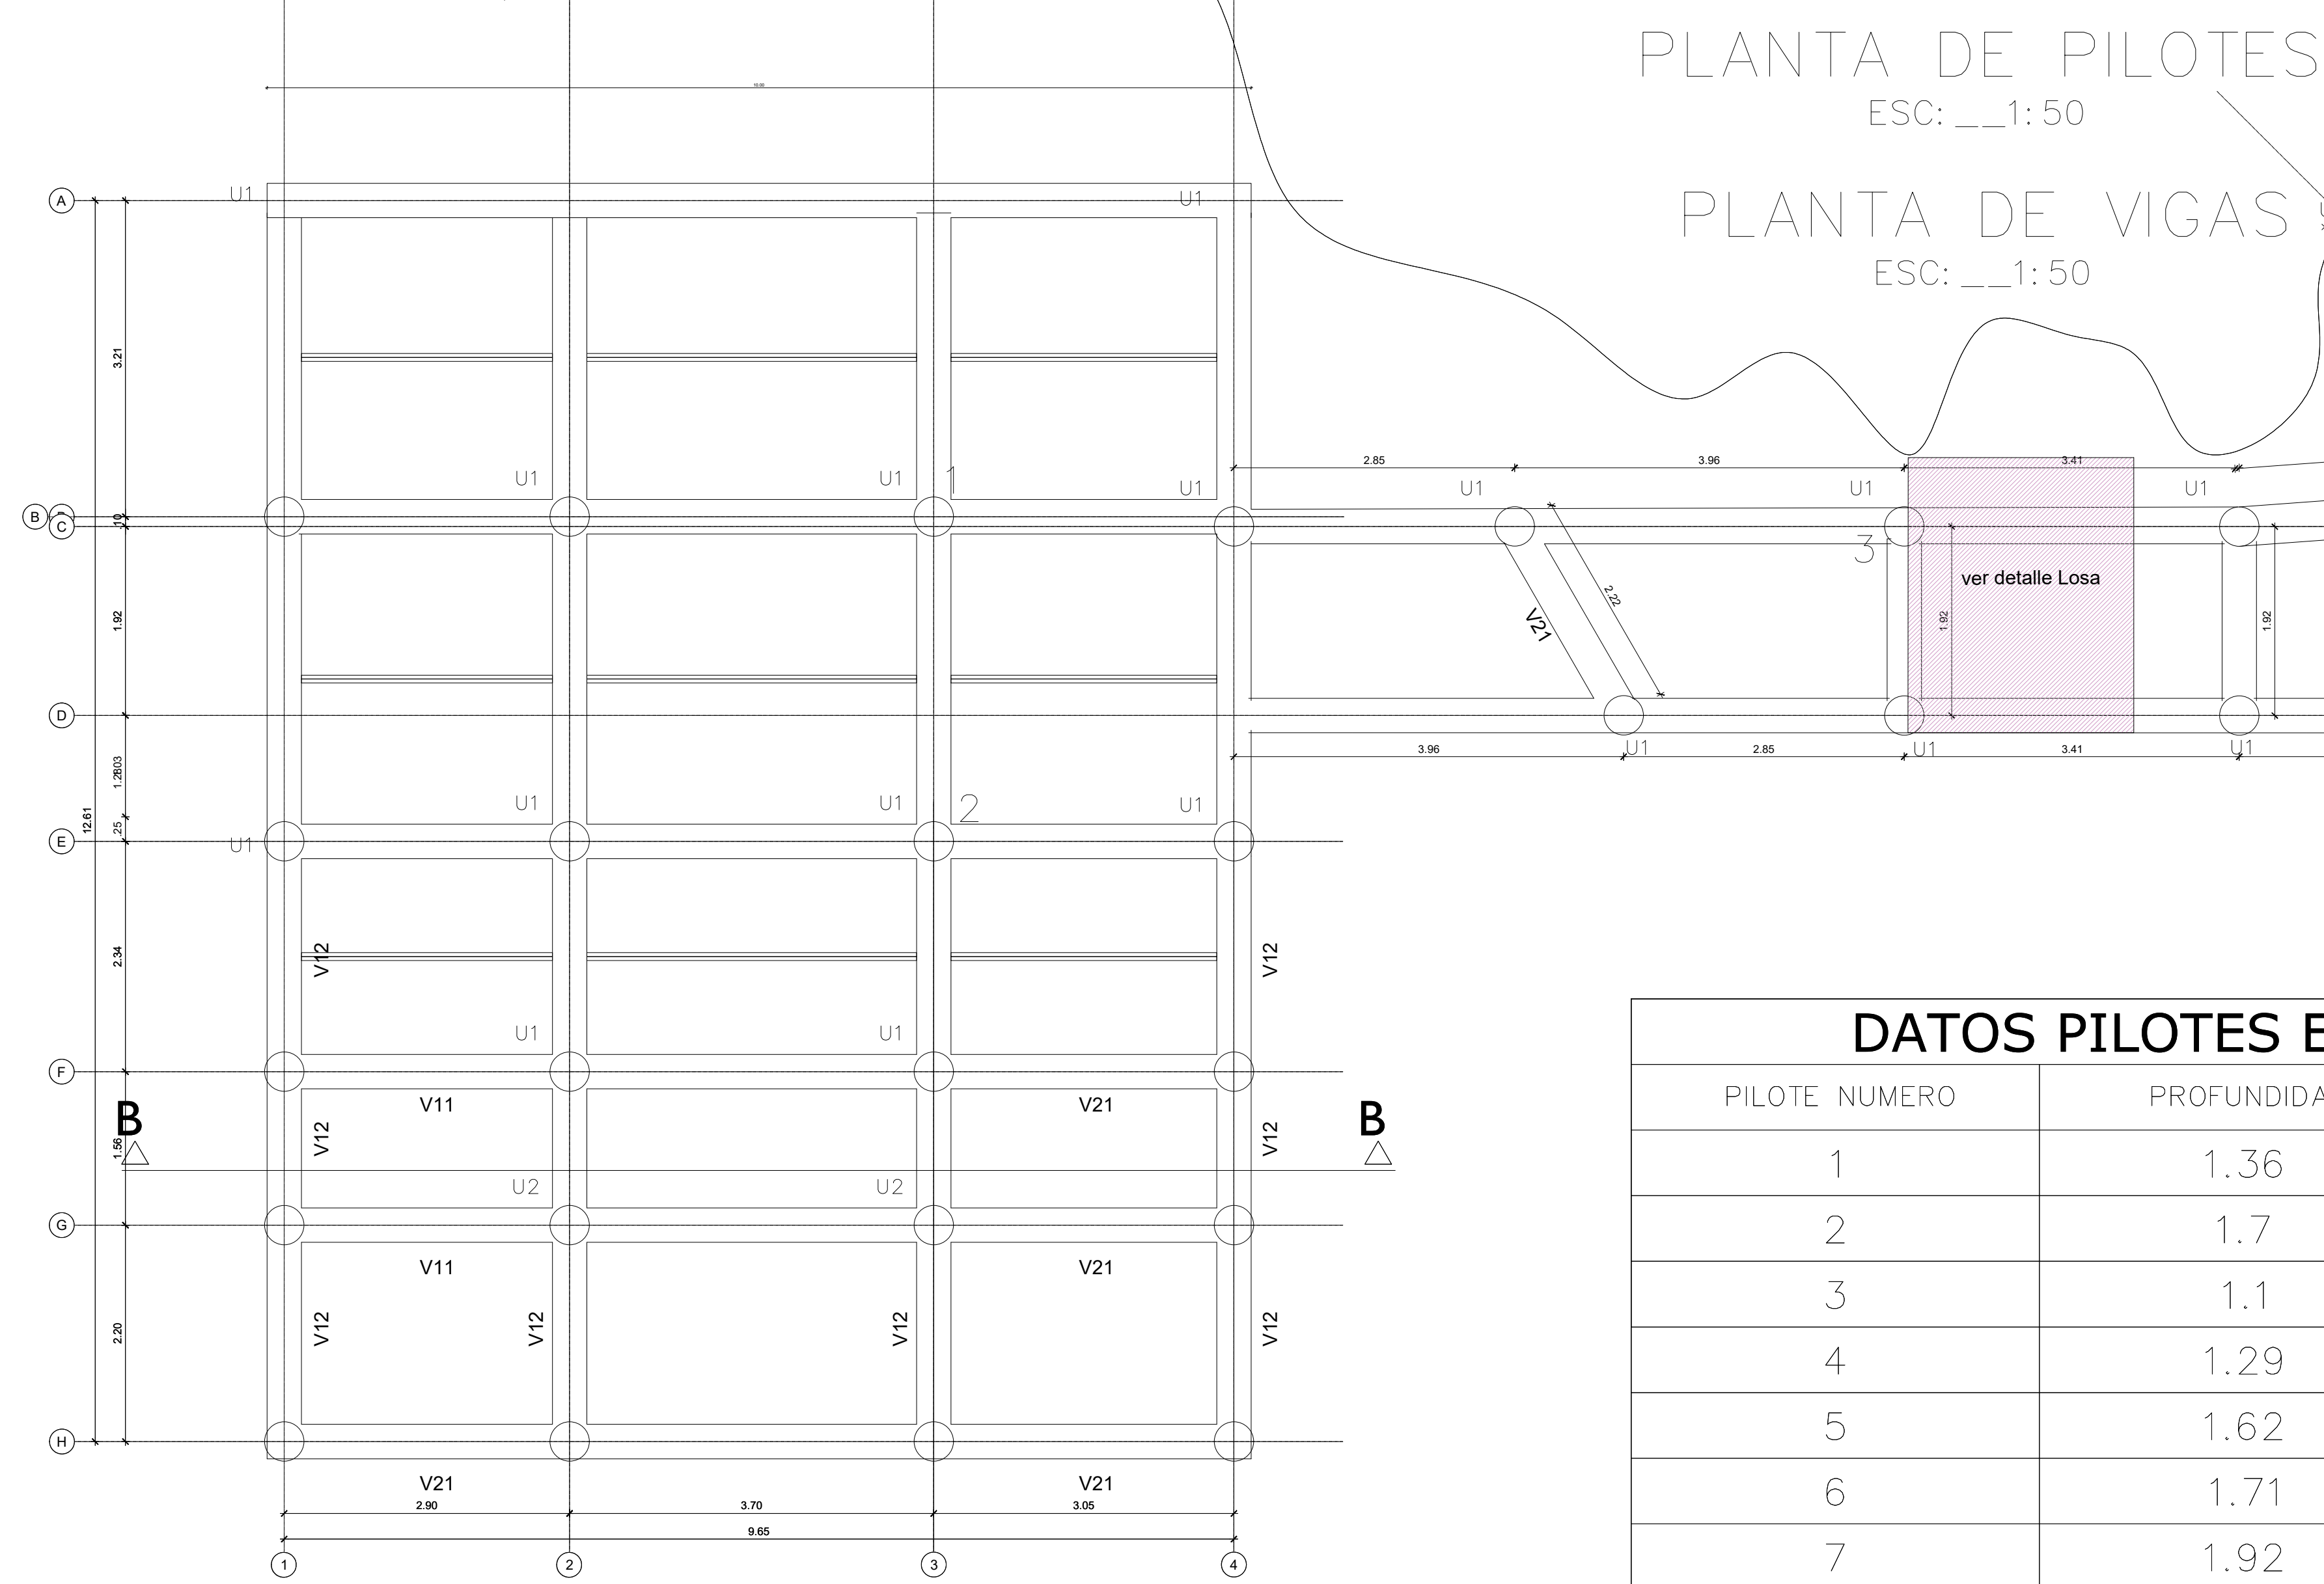 PLANTA DE PILOTES
ESC: __1:50
10.00
PLANTA DE VIGAS
ESC: __1:50
A
U1
U1
3.21
2.85
3.96
3.41
U1
U1
1
U1
U1
U1
U1
B
C
.10
3
ver detalle Losa
1.92
V21
2.22
1.92
1.92
D
3.96
U1
2.85
U1
3.41
U1
12.61
.25
U1
U1
2
U1
E
U1
2.34
V12
V12
U1
U1
F
B
V11
V21
B
1.56
V12
V12
U2
U2
G
V11
V21
2.20
V12
V12
V12
V12
H
V21
V21
2.90
3.70
3.05
9.65
1
2
3
4
DATOS PILOTES E
PILOTE NUMERO PROFUNDIDA
1 1.36
2 1.7
3 1.1
4 1.29
5 1.62
6 1.71
7 1.92